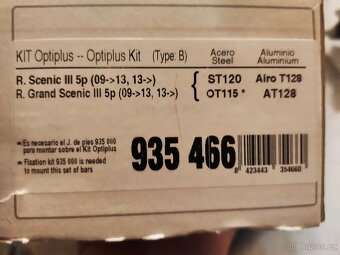 Acero Aluminio
KIT Optiplus -- Optiplus Kit (Type: B) Steel Aluminium
R. Scenic III 5p (09->13, 13->) { ST120 Airo T128
R. Grand Scenic III 5p (09->13, 13->) OT115 * AT128
*Es necesario el J. de pies 935 000
para montar sobre el Kit Optiplus
*Fixation kit 935 000 is needed
to mount this set of bars
935 466
8 423443 354660